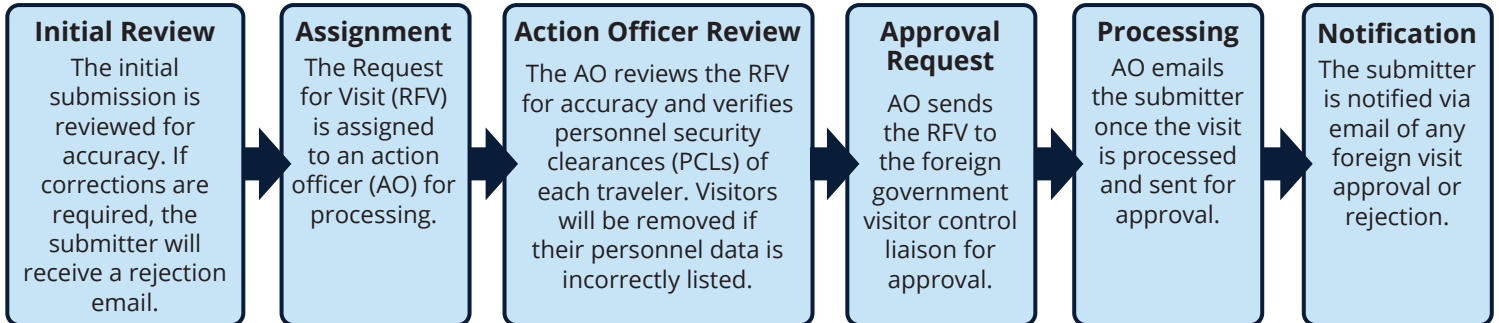 Initial Review
The initial
submission is
reviewed for
accuracy. If
corrections are
required, the
submitter will
receive a rejection
email.
Assignment
The Request
for Visit (RFV)
is assigned
to an action
officer (AO) for
processing.
Action Officer Review
The AO reviews the RFV
for accuracy and verifies
personnel security
clearances (PCLs) of
each traveler. Visitors
will be removed if
their personnel data is
incorrectly listed.
Approval
Request
AO sends
the RFV to
the foreign
government
visitor control
liaison for
approval.
Processing
AO emails
the submitter
once the visit
is processed
and sent for
approval.
Notification
The submitter
is notified via
email of any
foreign visit
approval or
rejection.